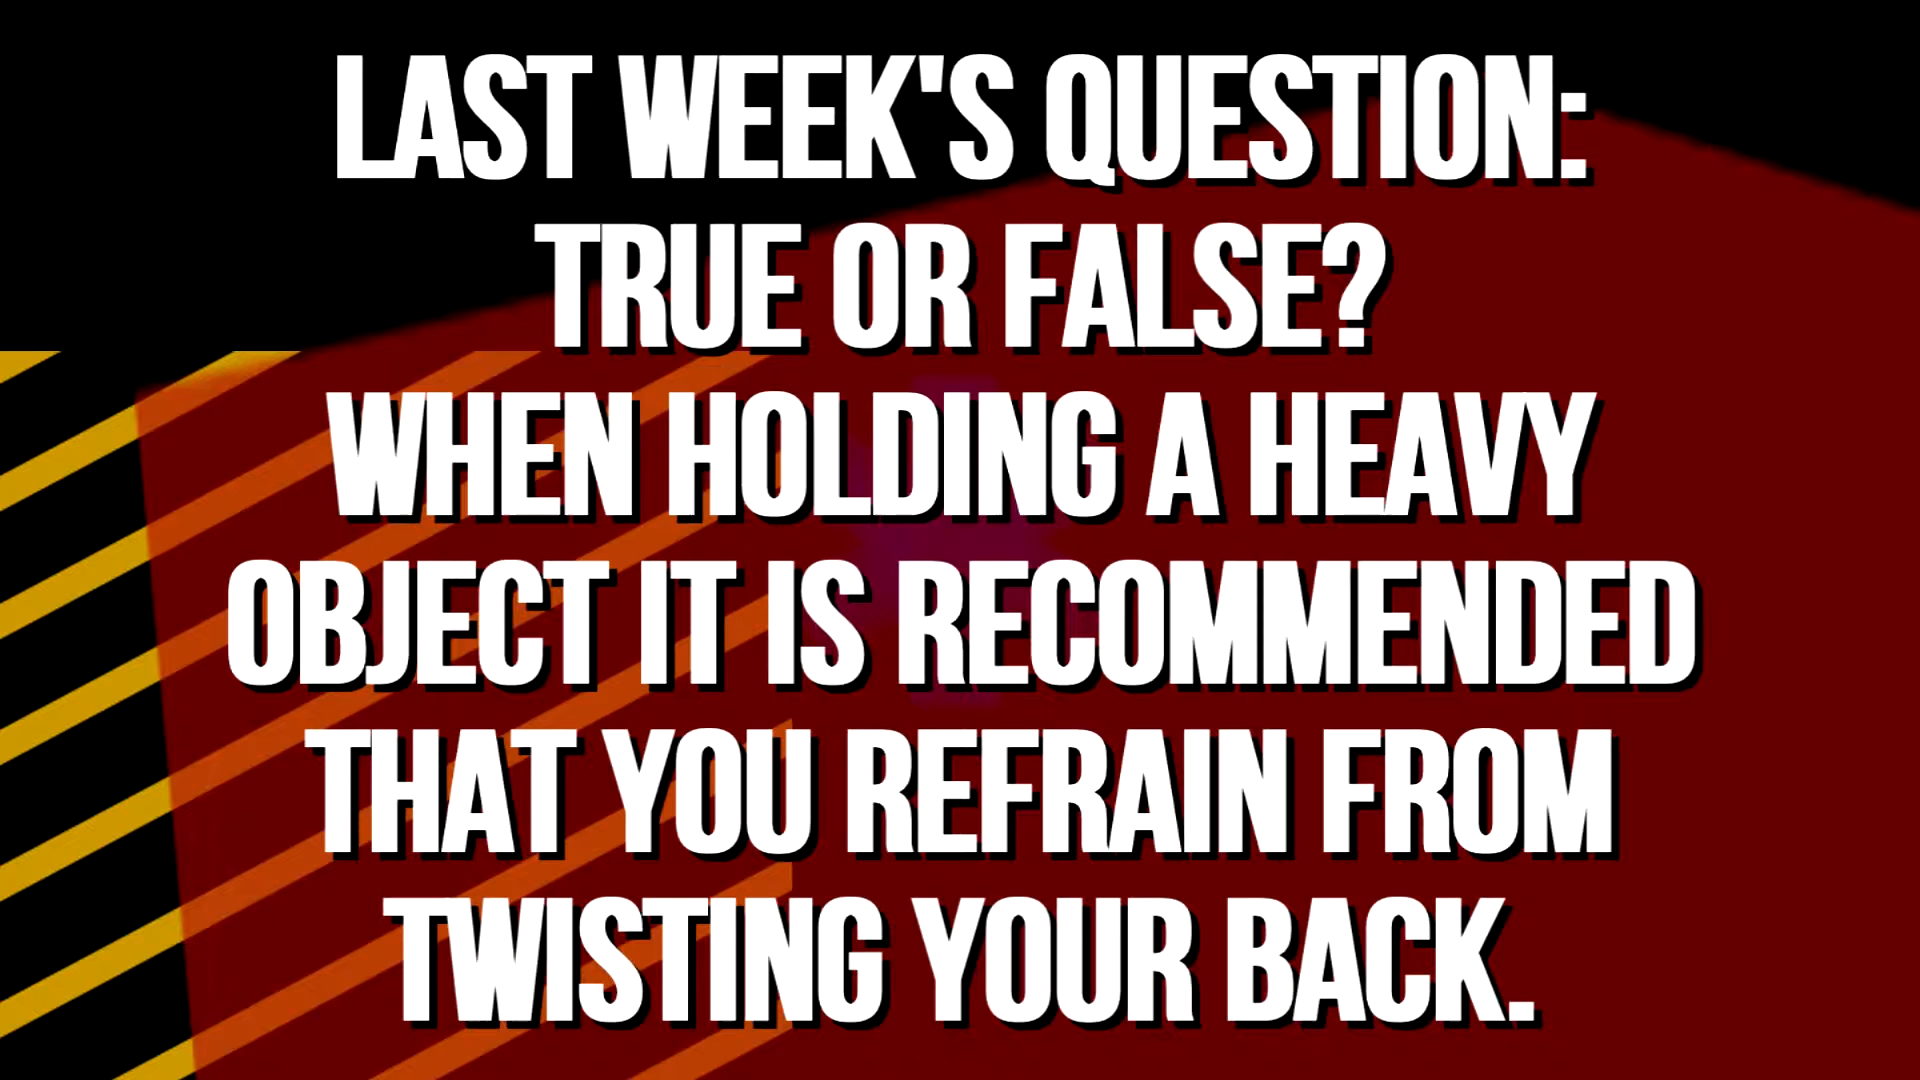 LAST WEEK'S QUESTION:
TRUE OR FALSE?
WHEN HOLDING A HEAVY
OBJECT IT IS RECOMMENDED
THAT YOU REFRAIN FROM
TWISTING YOUR BACK.